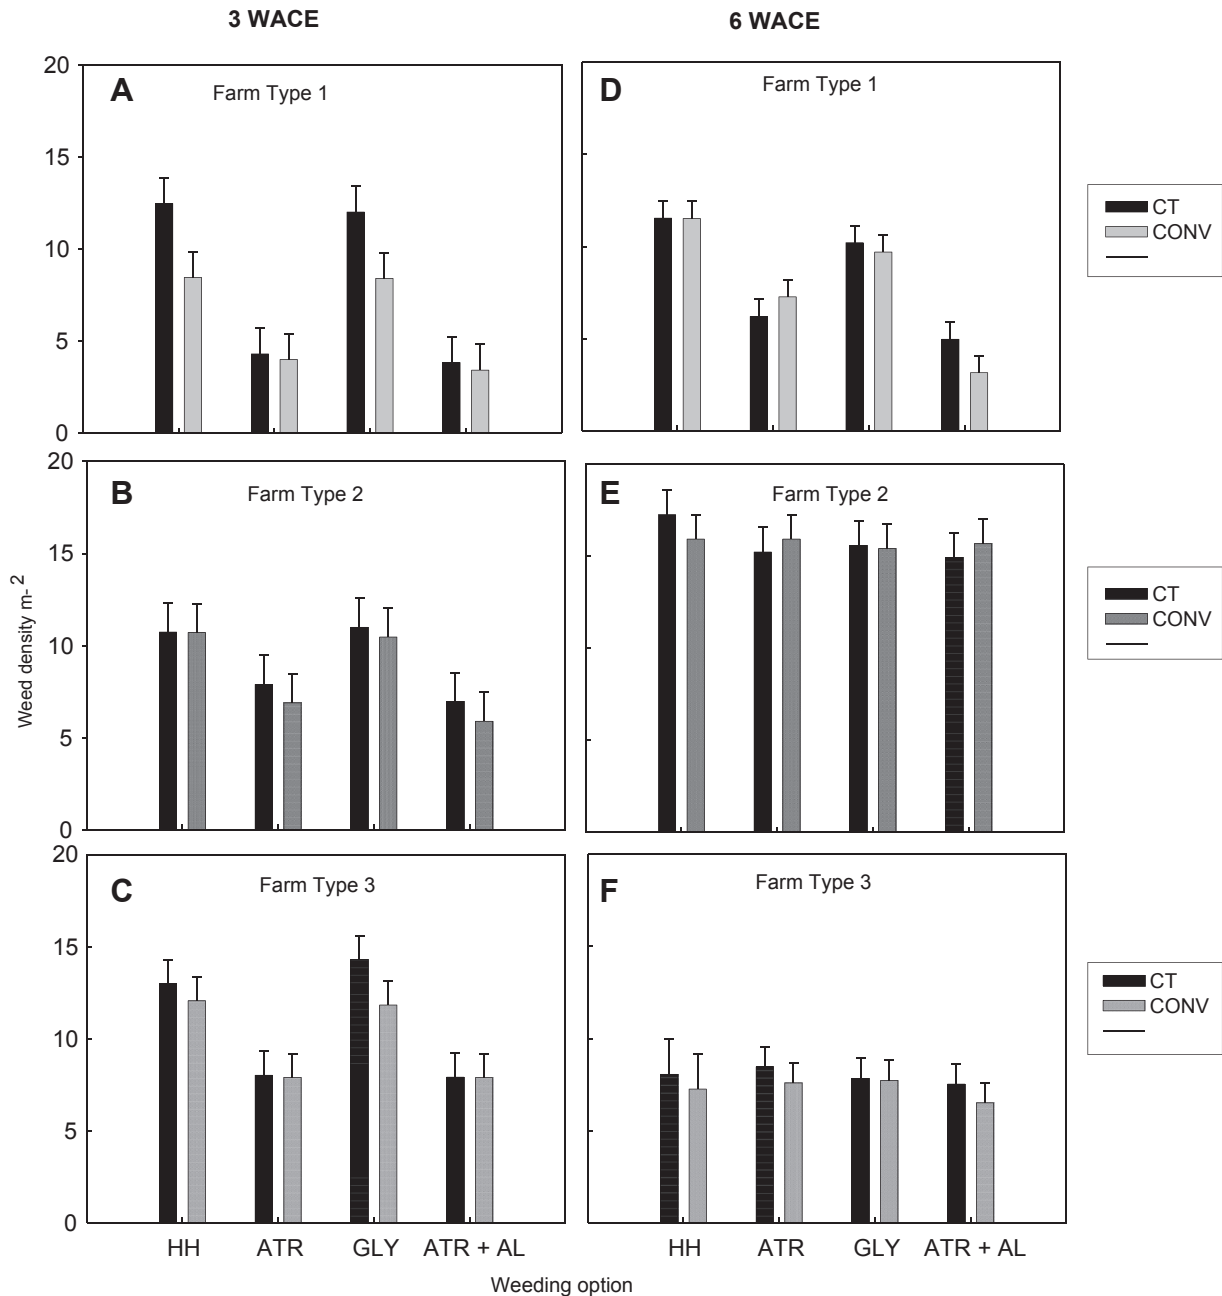 3 WACE 6 WACE
20
A Farm Type 1
D Farm Type 1
15
10
5
0
CT
CONV
20
B Farm Type 2
E Farm Type 2
15
10
5
0
CT
CONV
Weed density m-2
20
C Farm Type 3
F Farm Type 3
15
10
5
0
CT
CONV
HH ATR GLY ATR + AL HH ATR GLY ATR + AL
Weeding option